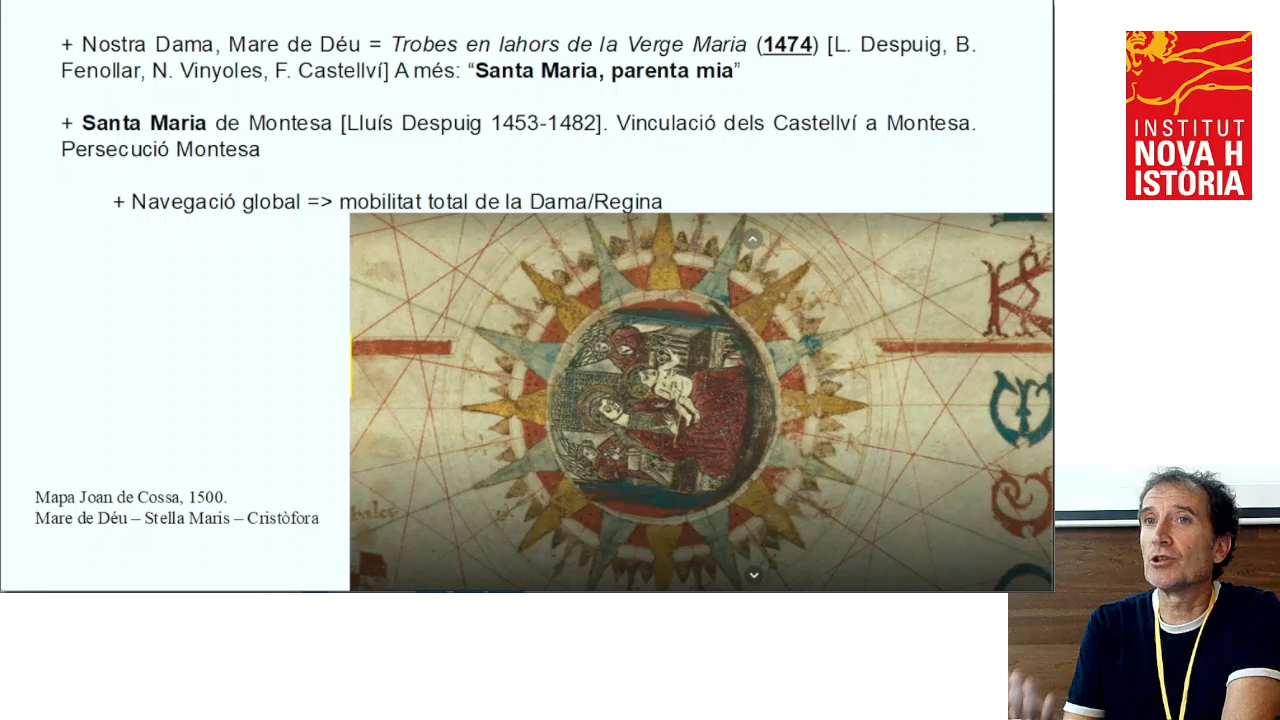 + Nostra Dama, Mare de Déu = Trobes en lahors de la Verge Maria (1474) [L. Despuig, B.
Fenollar, N. Vinyoles, F. Castellví] A més: “Santa Maria, parenta mia”
+ Santa Maria de Montesa [Lluís Despuig 1453-1482]. Vinculació dels Castellví a Montesa.
Persecució Montesa
+ Navegació global => mobilitat total de la Dama/Regina
Mapa Joan de Cossa, 1500.
Mare de Déu – Stella Maris – Cristòfora
INSTITUT
NOVA H
ISTÒRIA